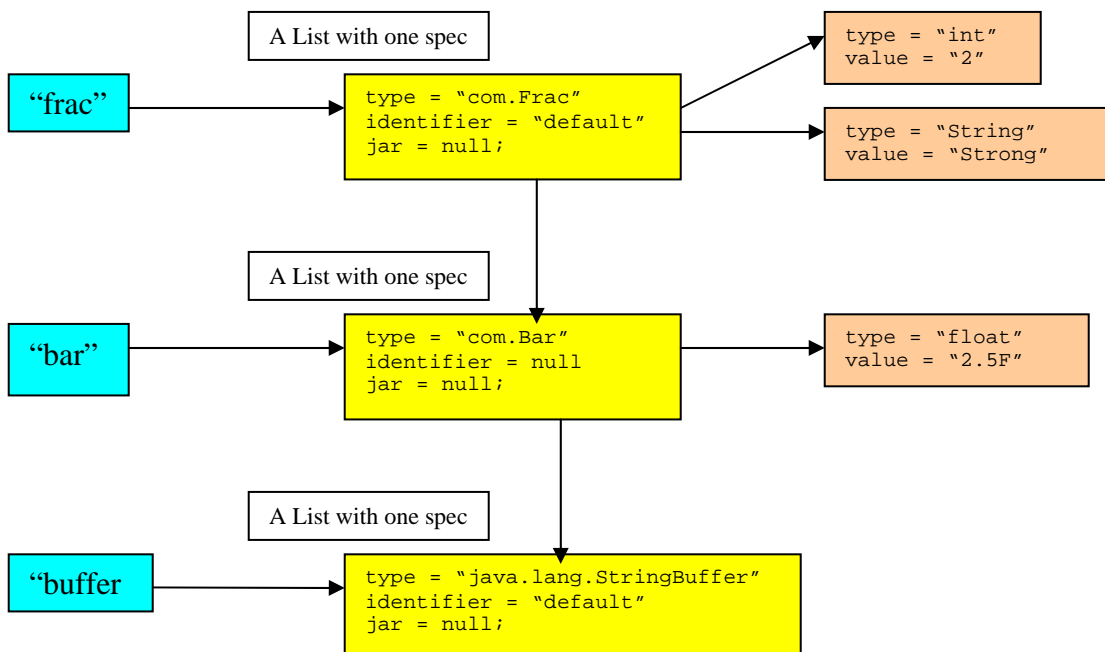 A List with one spec
type = “int”
value = “2”
“frac”
type = “com.Frac”
identifier = “default”
jar = null;
type = “String”
value = “Strong”
A List with one spec
“bar”
type = “com.Bar”
identifier = null
jar = null;
type = “float”
value = “2.5F”
A List with one spec
“buffer
type = “java.lang.StringBuffer”
identifier = “default”
jar = null;